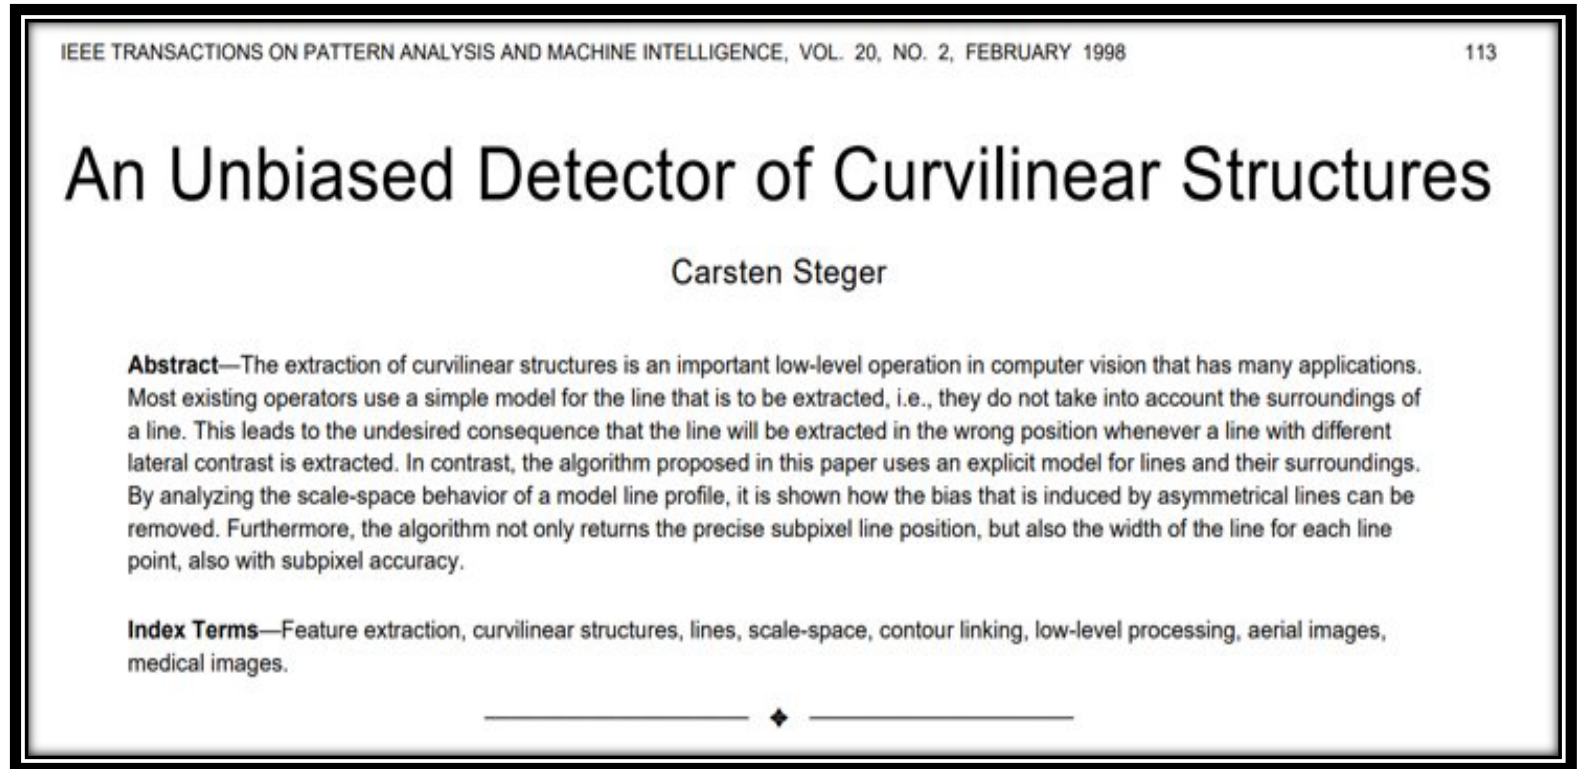 IEEE TRANSACTIONS ON PATTERN ANALYSIS AND MACHINE INTELLIGENCE, VOL. 20, NO. 2, FEBRUARY 1998 113
An Unbiased Detector of Curvilinear Structures
Carsten Steger
Abstract—The extraction of curvilinear structures is an important low-level operation in computer vision that has many applications.
Most existing operators use a simple model for the line that is to be extracted, i.e., they do not take into account the surroundings of
a line. This leads to the undesired consequence that the line will be extracted in the wrong position whenever a line with different
lateral contrast is extracted. In contrast, the algorithm proposed in this paper uses an explicit model for lines and their surroundings.
By analyzing the scale-space behavior of a model line profile, it is shown how the bias that is induced by asymmetrical lines can be
removed. Furthermore, the algorithm not only returns the precise subpixel line position, but also the width of the line for each line
point, also with subpixel accuracy.
Index Terms—Feature extraction, curvilinear structures, lines, scale-space, contour linking, low-level processing, aerial images,
medical images.